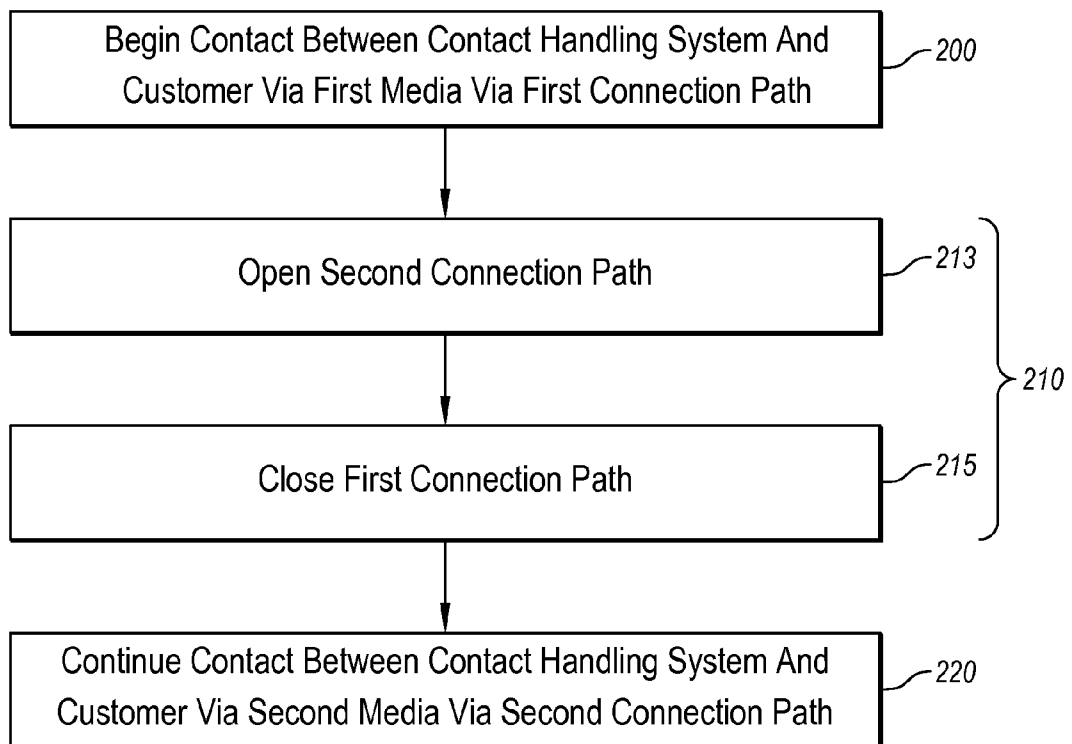 Begin Contact Between Contact Handling System And
Customer Via First Media Via First Connection Path
200
Open Second Connection Path
213
210
Close First Connection Path
215
Continue Contact Between Contact Handling System And
Customer Via Second Media Via Second Connection Path
220